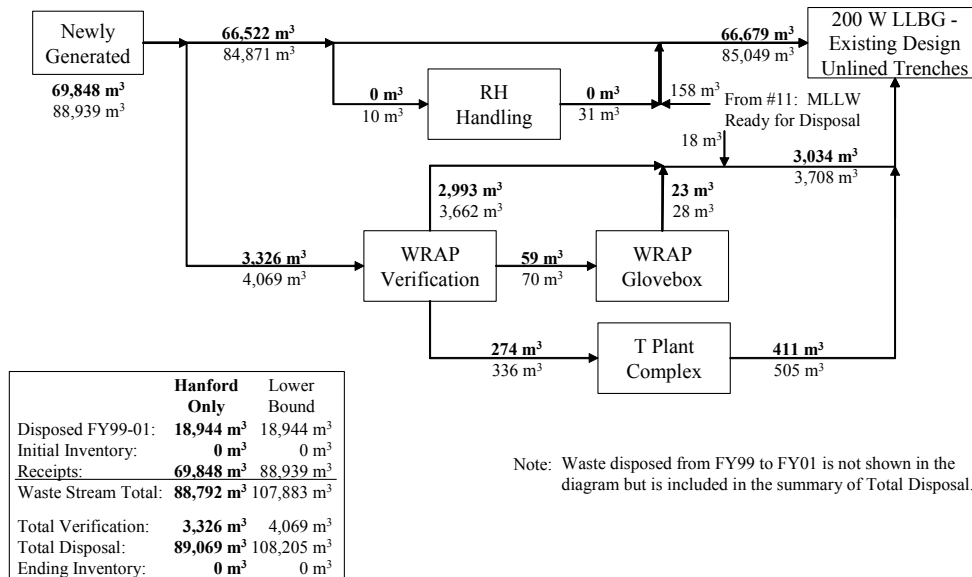 Newly
Generated
69,848 m³
88,939 m³
66,522 m³
84,871 m³
66,679 m³
85,049 m³
200 W LLBG -
Existing Design
Unlined Trenches
0 m³
10 m³
RH
Handling
0 m³
31 m³
158 m³
From #11: MLLW
Ready for Disposal
18 m³
3,034 m³
3,708 m³
2,993 m³
3,662 m³
23 m³
28 m³
3,326 m³
4,069 m³
WRAP
Verification
59 m³
70 m³
WRAP
Glovebox
274 m³
336 m³
T Plant
Complex
411 m³
505 m³
Hanford Lower
Only Bound
Disposed FY99-01: 18,944 m³ 18,944 m³
Initial Inventory: 0 m³ 0 m³
Receipts: 69,848 m³ 88,939 m³
Waste Stream Total: 88,792 m³ 107,883 m³
Total Verification: 3,326 m³ 4,069 m³
Total Disposal: 89,069 m³ 108,205 m³
Ending Inventory: 0 m³ 0 m³
Note: Waste disposed from FY99 to FY01 is not shown in the
diagram but is included in the summary of Total Disposal.